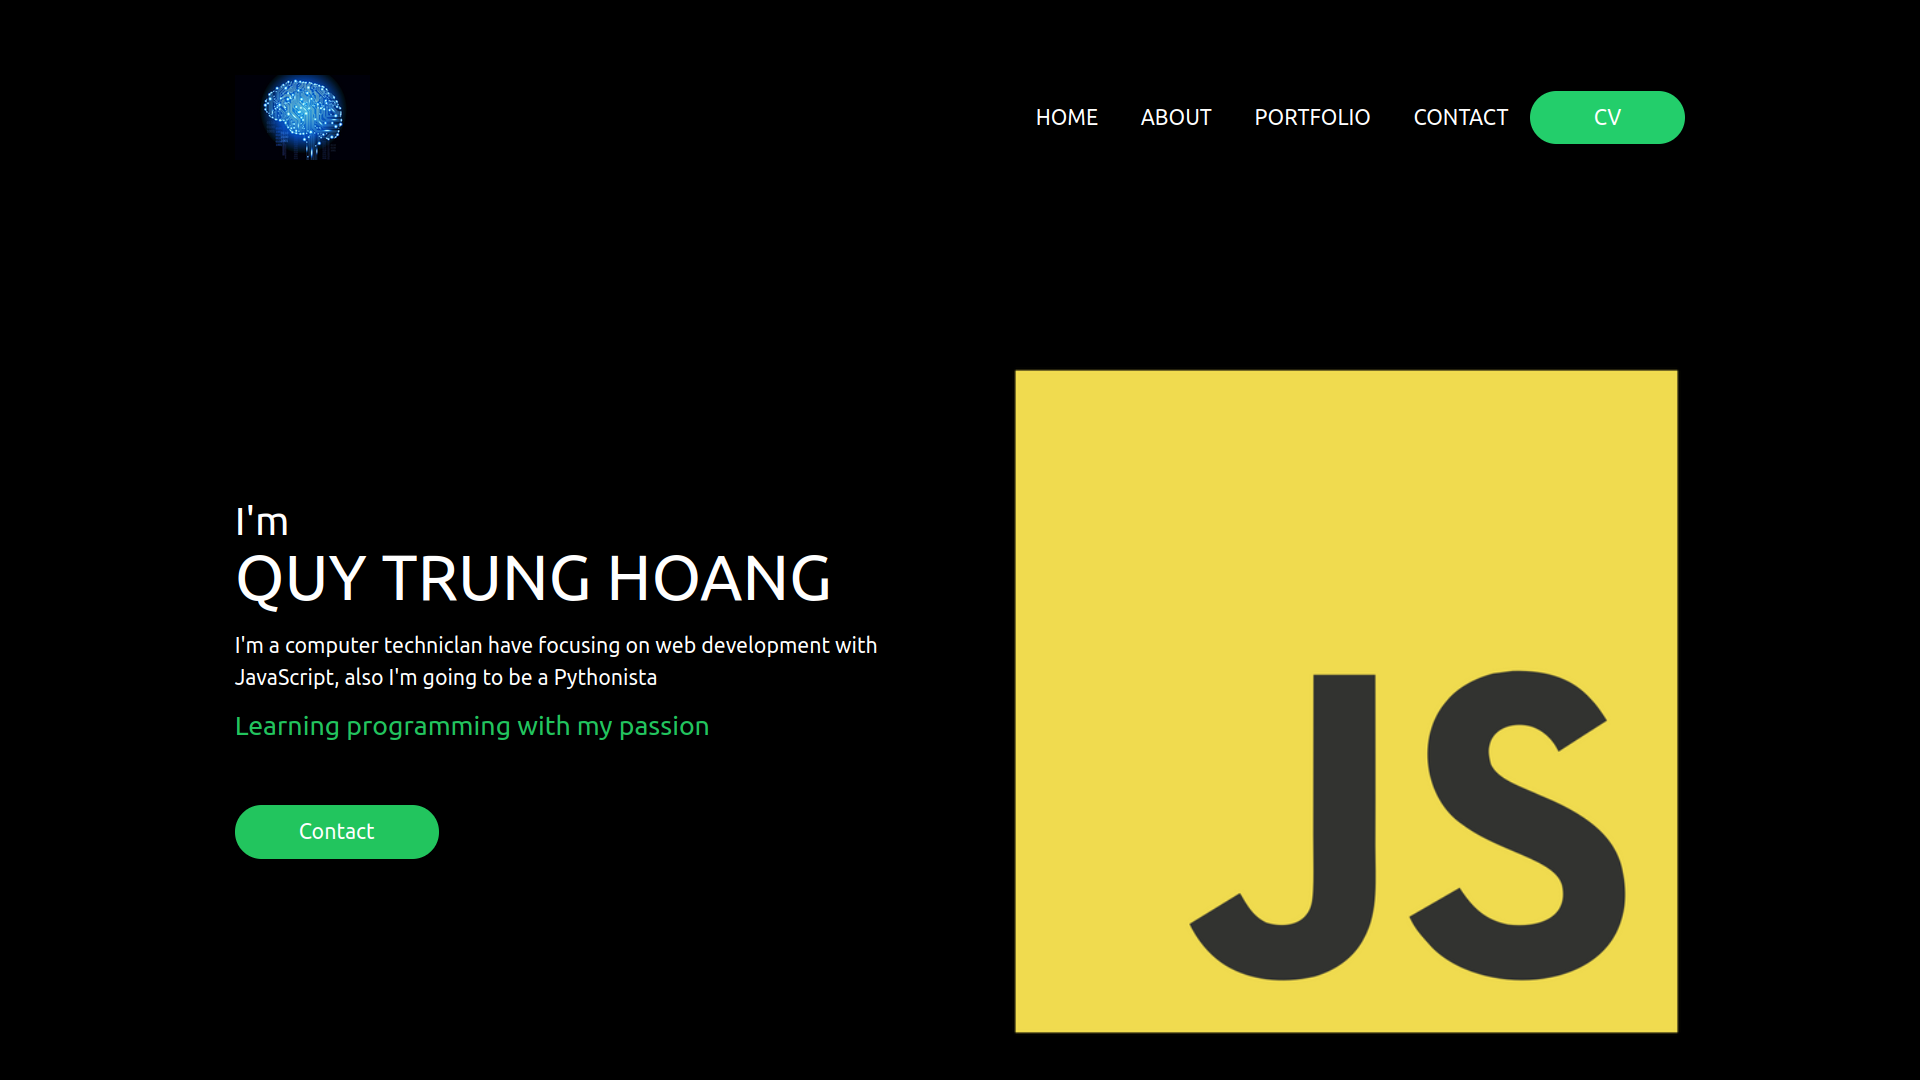 HOME ABOUT PORTFOLIO CONTACT CV
I'm
QUY TRUNG HOANG
I'm a computer techniclan have focusing on web development with
JavaScript, also I'm going to be a Pythonista
Learning programming with my passion
Contact
JS